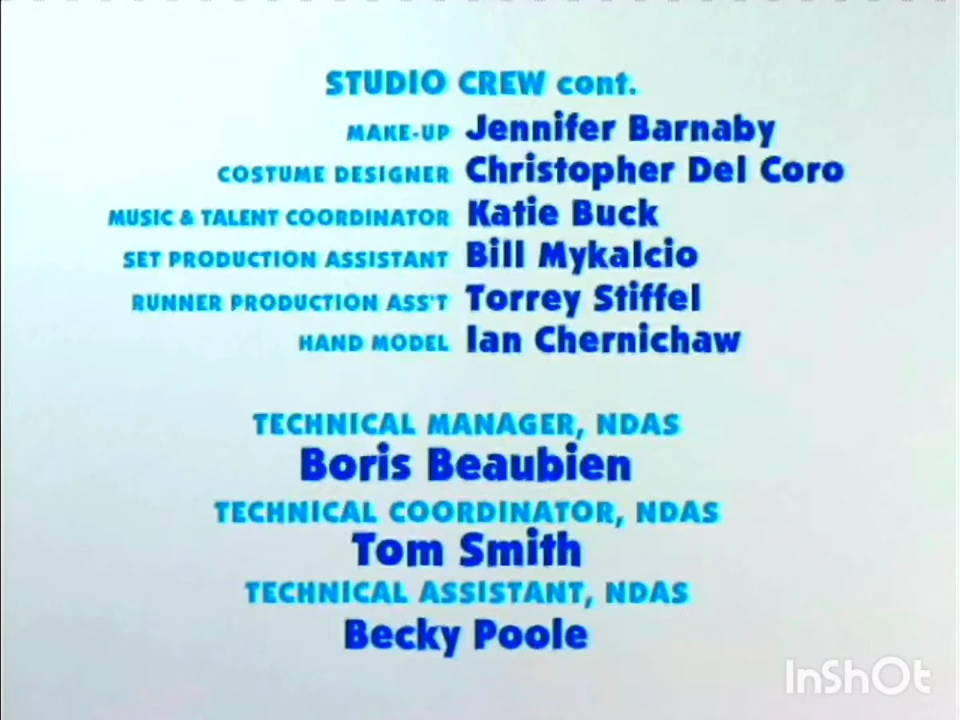 STUDIO CREW cont.
MAKE-UP Jennifer Barnaby
COSTUME DESIGNER Christopher Del Coro
MUSIC & TALENT COORDINATOR Katie Buck
SET PRODUCTION ASSISTANT Bill Mykalcio
RUNNER PRODUCTION ASS'T Torrey Stiffel
HAND MODEL Ian Chernichaw
TECHNICAL MANAGER, NDAS
Boris Beaubien
TECHNICAL COORDINATOR, NDAS
Tom Smith
TECHNICAL ASSISTANT, NDAS
Becky Poole
InShOt